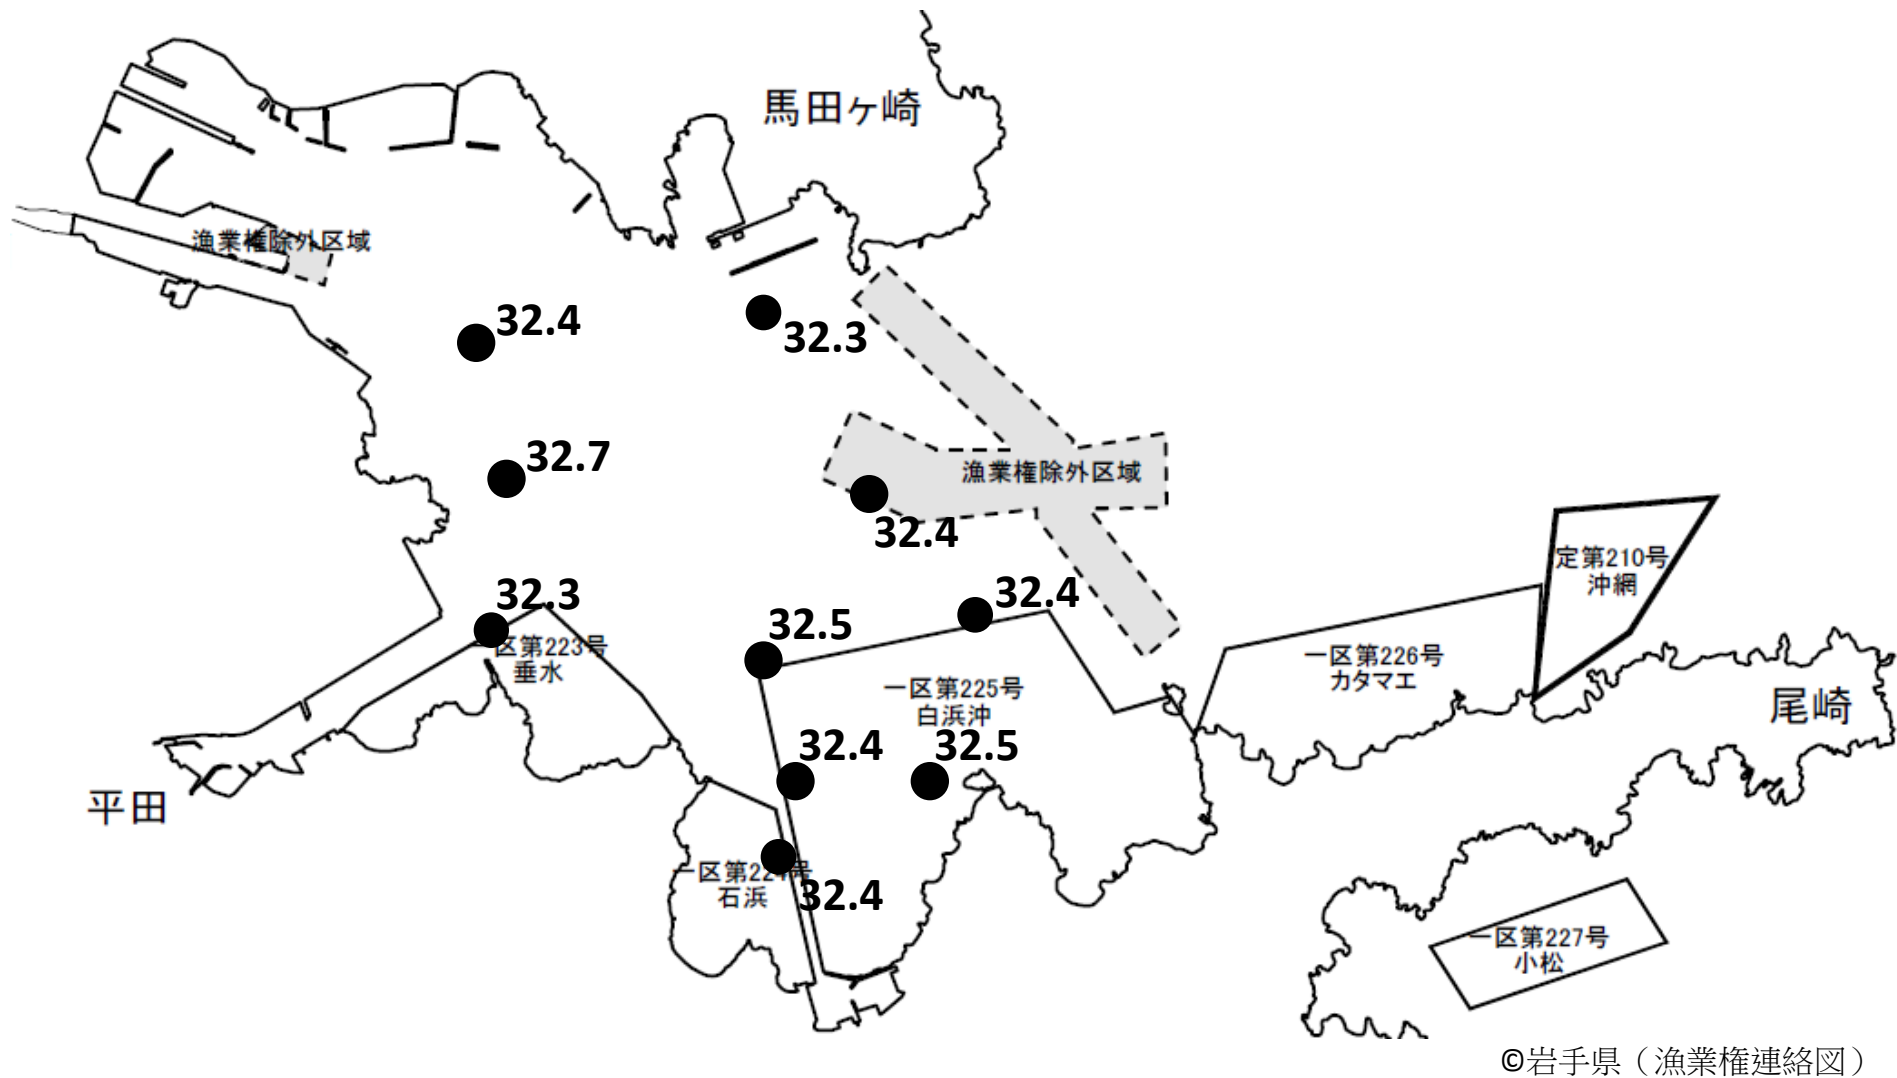 馬田ヶ崎
漁業権除外区域
32.4
32.3
32.7
漁業権除外区域
32.4
定第210号
沖網
32.3
32.4
32.5
一区第223号
垂水
一区第226号
カタマエ
一区第225号
白浜沖
尾崎
32.4
32.5
平田
一区第224号
石浜
32.4
一区第227号
小松
©岩手県（漁業権連絡図）